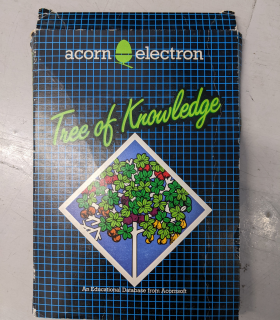 acorn electron
Tree of Knowledge
An Educational Database from Acornsoft